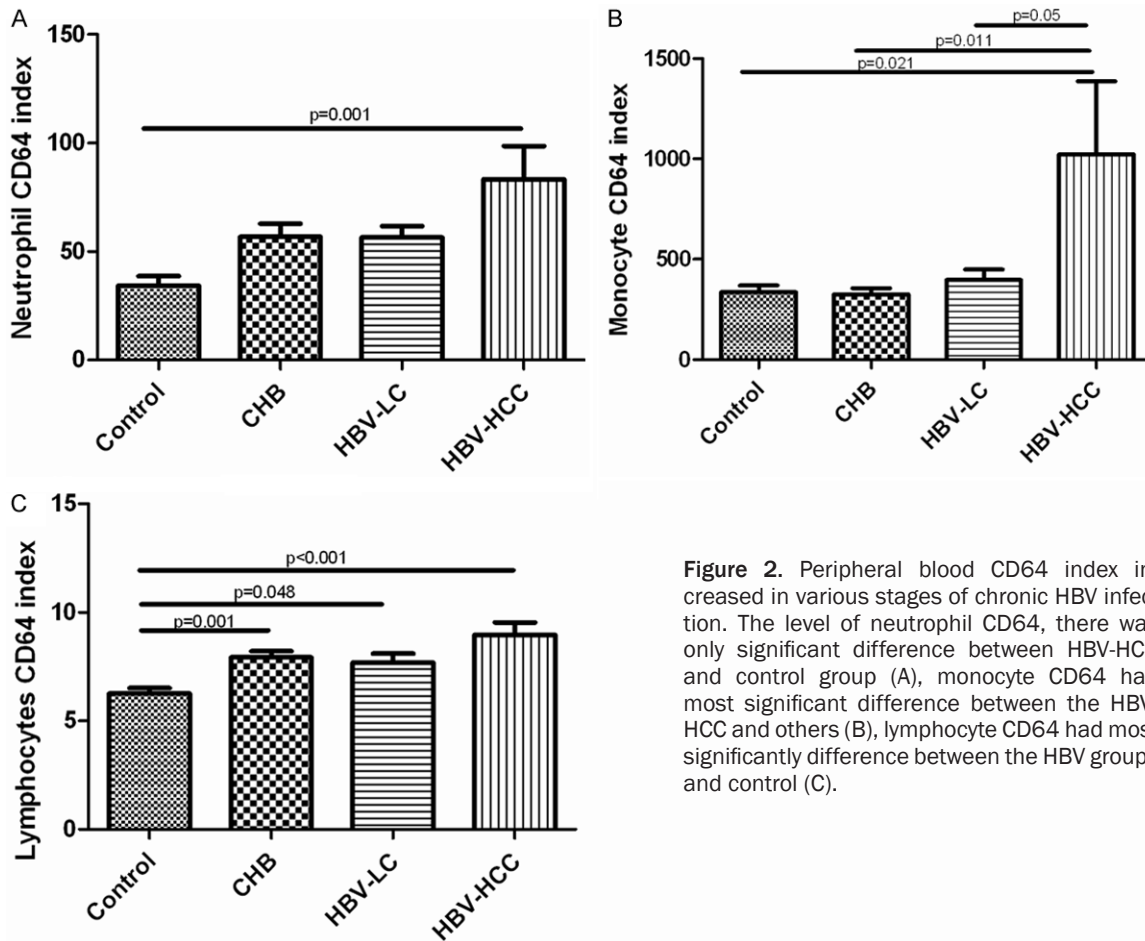 A
150
100
50
0
Neutrophil CD64 index
p=0.001
Control
CHB
HBV-LC
HBV-HCC
B
1500
1000
500
0
Monocyte CD64 index
p=0.05
p=0.011
p=0.021
Control
CHB
HBV-LC
HBV-HCC
C
15
10
5
0
Lymphocytes CD64 index
p<0.001
p=0.048
p=0.001
Control
CHB
HBV-LC
HBV-HCC
Figure 2. Peripheral blood CD64 index in
creased in various stages of chronic HBV infec
tion. The level of neutrophil CD64, there wa
only significant difference between HBV-HC
and control group (A), monocyte CD64 ha
most significant difference between the HBV
HCC and others (B), lymphocyte CD64 had mos
significantly difference between the HBV group
and control (C).